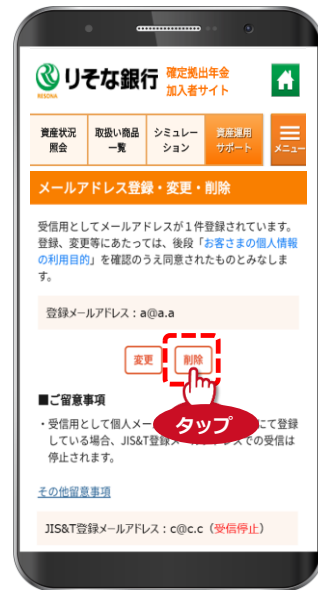 りそな銀行
RESONA
確定拠出年金
加入者サイト
資産状況
照会
取扱い商品
一覧
シミュレー
ション
資産運用
サポート
メニュー
メールアドレス登録・変更・削除
受信用としてメールアドレスが1件登録されています。
登録、変更等にあたっては、後段「お客さまの個人情報
の利用目的」を確認のうえ同意されたものとみなしま
す。
登録メールアドレス：a@a.a
変更
削除
タップ
■ご留意事項
・受信用として個人メー
にて登録
している場合、JIS&T登録メー
での受信は
停止されます。
その他留意事項
JIS&T登録メールアドレス：c@c.c（受信停止）